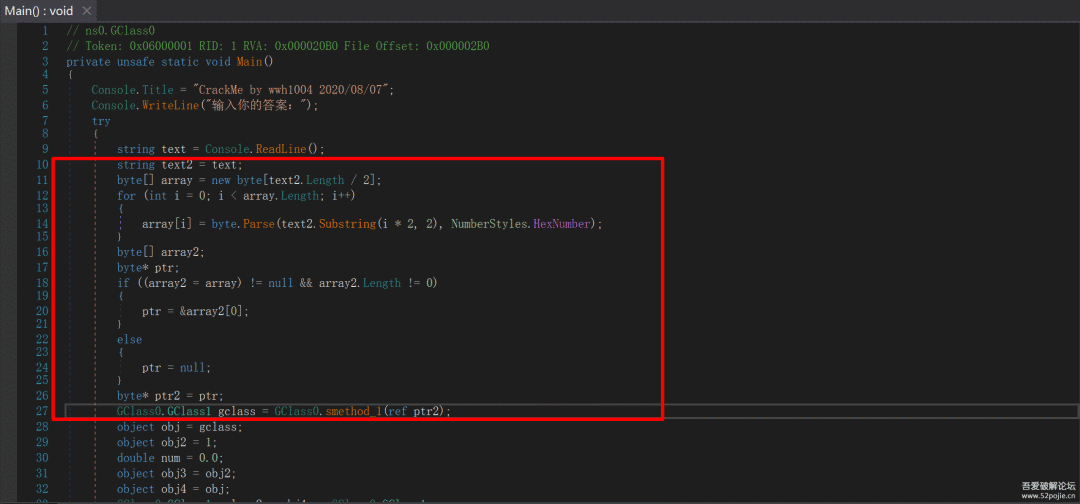 Main() : void ×
1 // ns0.GClass0
2 // Token: 0x06000001 RID: 1 RVA: 0x000020B0 File Offset: 0x000002B0
3 private unsafe static void Main()
4 {
5 Console.Title = "CrackMe by wwh1004 2020/08/07";
6 Console.WriteLine("输入你的答案：");
7 try
8 {
9 string text = Console.ReadLine();
10 string text2 = text;
11 byte[] array = new byte[text2.Length / 2];
12 for (int i = 0; i < array.Length; i++)
13 {
14 array[i] = byte.Parse(text2.Substring(i * 2, 2), NumberStyles.HexNumber);
15 }
16 byte[] array2;
17 byte* ptr;
18 if ((array2 = array) != null && array2.Length != 0)
19 {
20 ptr = &array2[0];
21 }
22 else
23 {
24 ptr = null;
25 }
26 byte* ptr2 = ptr;
27 GClass0.GClass1 gclass = GClass0.smethod_1(ref ptr2);
28 object obj = gclass;
29 object obj2 = 1;
30 double num = 0.0;
31 object obj3 = obj2;
32 object obj4 = obj;
吾爱破解论坛
www.52pojie.cn